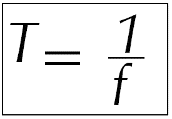 T = 1/f